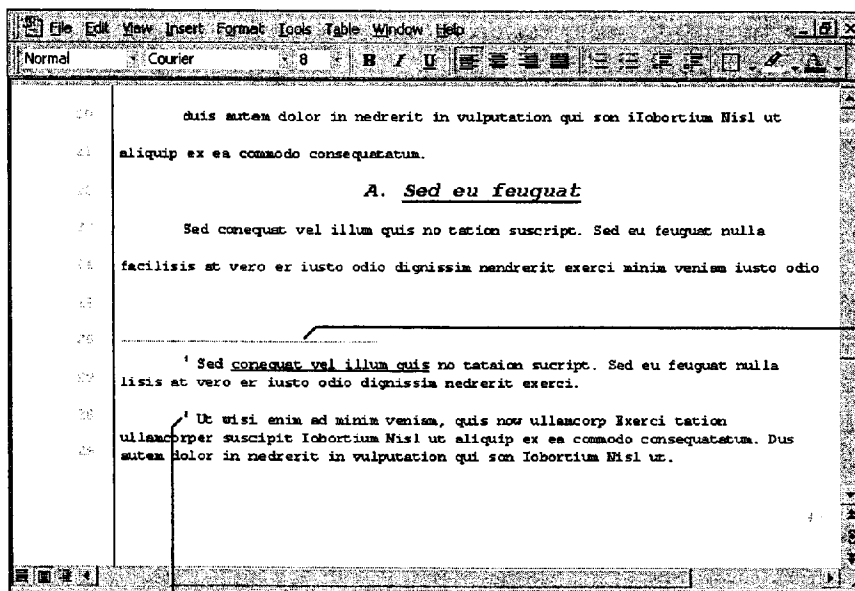 File Edit View Insert Format Tools Table Window Help
Normal Courier 8 B I U
duis autem dolor in nedrerit in vulputation qui son iIobortium Nisl ut
aliquip ex ea commodo consequatatum.
A. Sed eu feuguat
Sed conequat vel illum quis no tation suscript. Sed eu feuguat nulla
facilisis at vero er iusto odio dignissim nendrerit exerci minim veniam iusto odio
¹ Sed conequat vel illum quis no tataion sucript. Sed eu feuguat nulla
lisis at vero er iusto odio dignissim nedrerit exerci.
² Ut wisi enim ad minim veniam, quis now ullamcorp Exerci tation
ullamcorper suscipit Iobortium Nisl ut aliquip ex ea commodo consequatatum. Dus
autem dolor in nedrerit in vulputation qui son Iobortium Nisl ut.